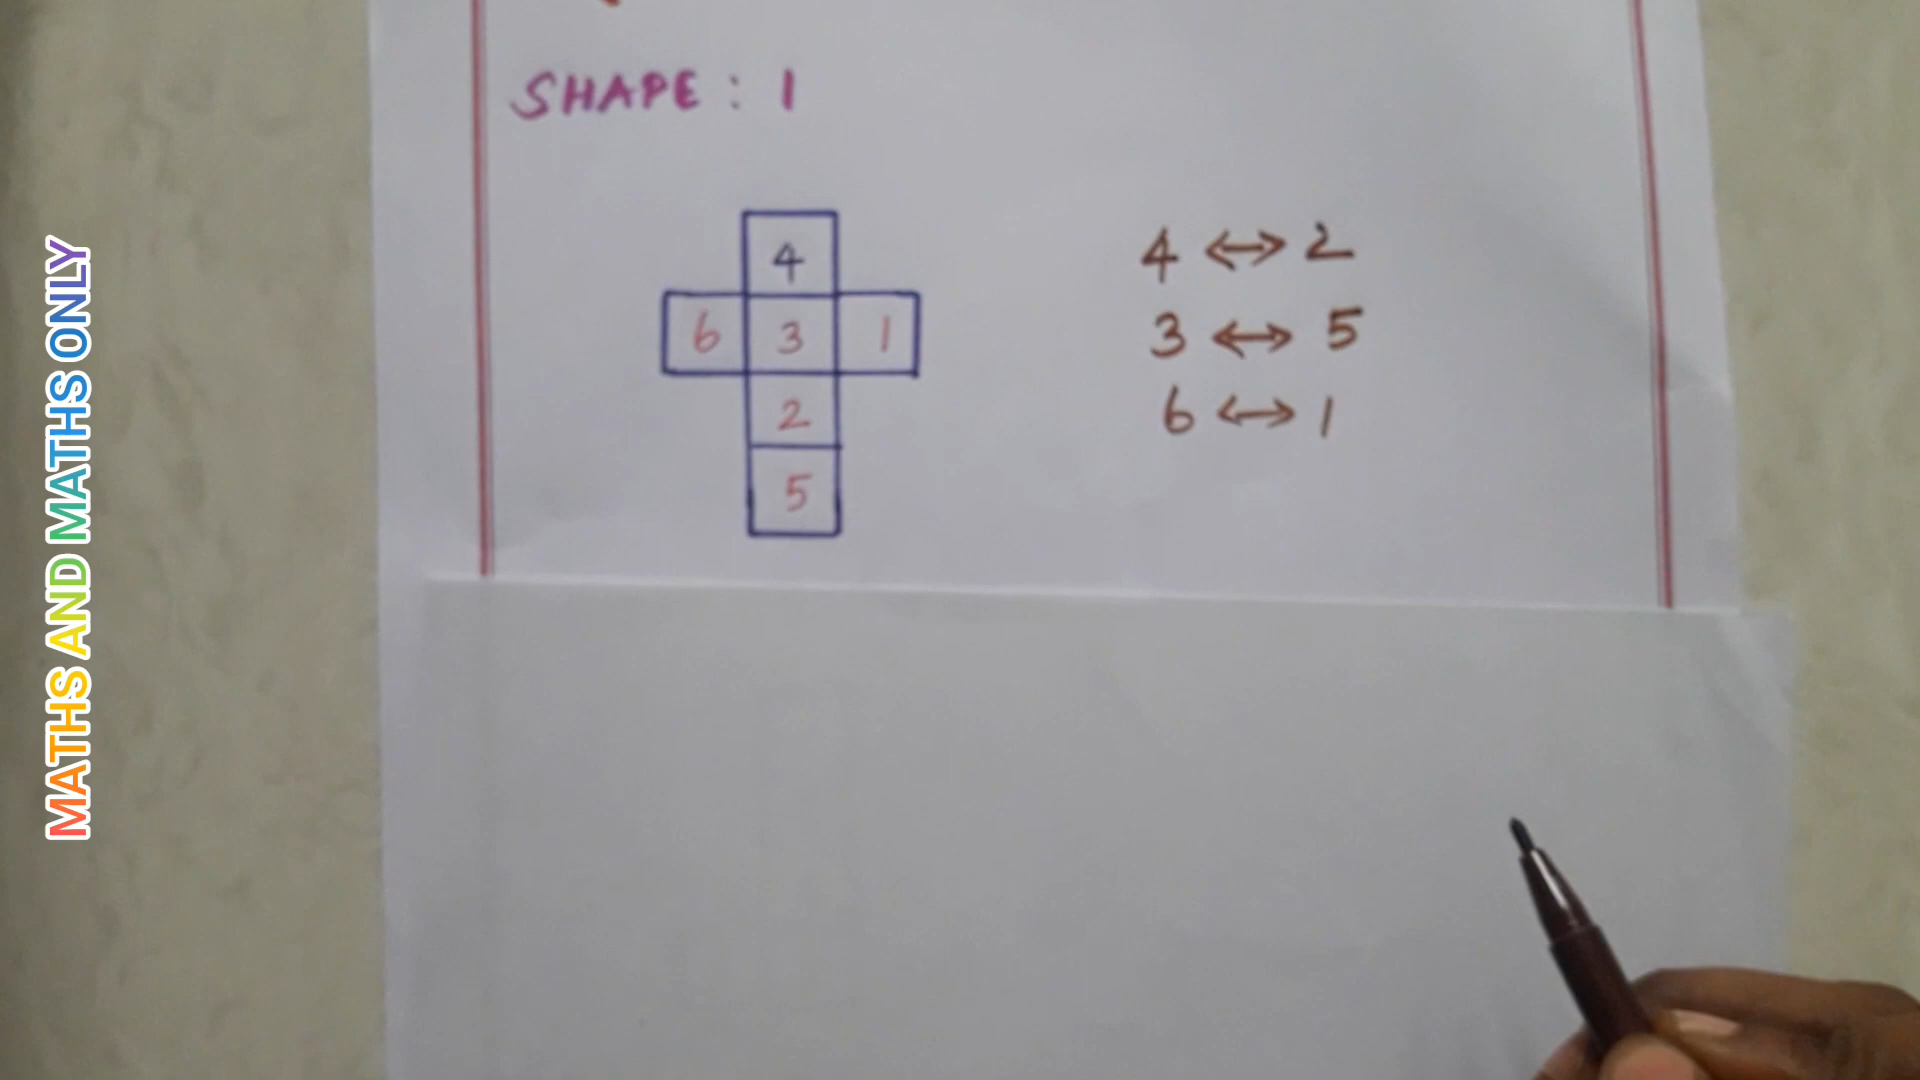 MATHS AND MATHS ONLY
SHAPE : 1
4
6 3 1
2
5
4 ↔ 2
3 ↔ 5
6 ↔ 1